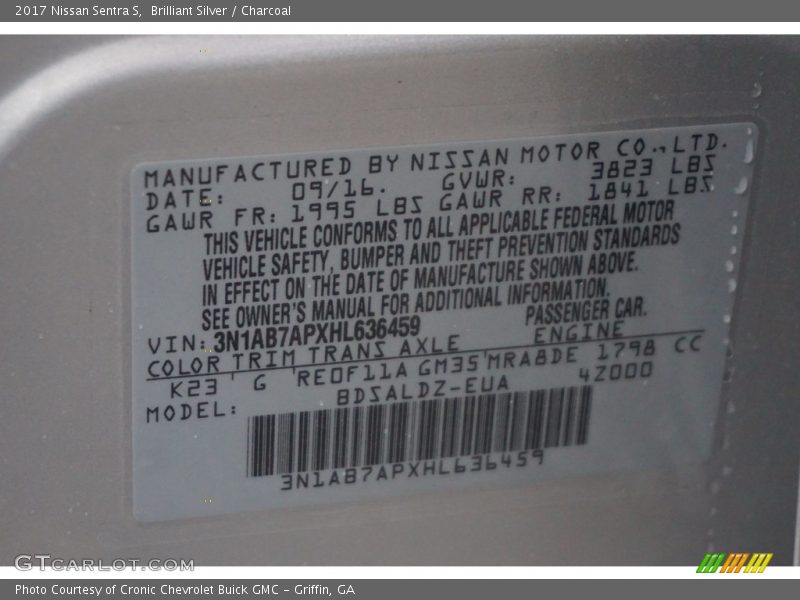 2017 Nissan Sentra S,  Brilliant Silver / Charcoal
MANUFACTURED BY NISSAN MOTOR CO., LTD.
DATE: 09/16. GVWR: 3823 LBS
GAWR FR: 1995 LBS GAWR RR: 1841 LBS
THIS VEHICLE CONFORMS TO ALL APPLICABLE FEDERAL MOTOR
VEHICLE SAFETY, BUMPER AND THEFT PREVENTION STANDARDS
IN EFFECT ON THE DATE OF MANUFACTURE SHOWN ABOVE.
SEE OWNER'S MANUAL FOR ADDITIONAL INFORMATION.
VIN: 3N1AB7APXHL636459 PASSENGER CAR.
COLOR TRIM TRANS AXLE ENGINE
K23 ' G 'RE0F11A GM35'MRA8DE 1798 CC
MODEL: BDSALDZ-EUA 4Z000
3N1AB7APXHL636459
GTCARLOT.COM
Photo Courtesy of Cronic Chevrolet Buick GMC - Griffin, GA